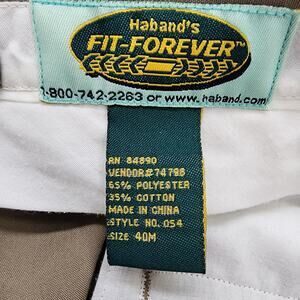 Haband's
FIT-FOREVER™
1-800-742-2263 or www.haband.com
RN 84890
VENDOR#74798
65% POLYESTER
35% COTTON
MADE IN CHINA
STYLE NO. 054
SIZE 40M